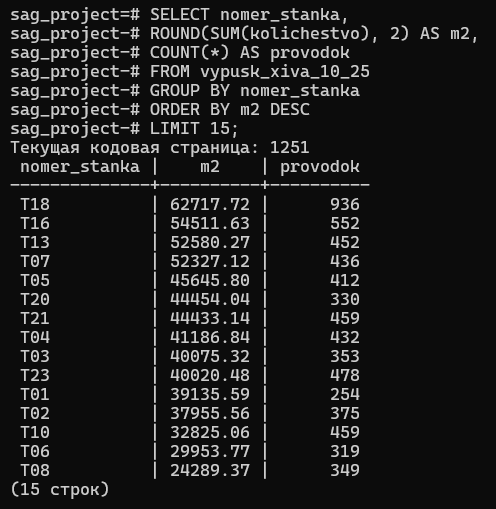 sag_project=# SELECT nomer_stanka,
sag_project-# ROUND(SUM(kolichestvo), 2) AS m2,
sag_project-# COUNT(*) AS provodok
sag_project-# FROM vypusk_xiva_10_25
sag_project-# GROUP BY nomer_stanka
sag_project-# ORDER BY m2 DESC
sag_project-# LIMIT 15;
Текущая кодовая страница: 1251
 nomer_stanka |    m2    | provodok
--------------+----------+----------
 T18          | 62717.72 |      936
 T16          | 54511.63 |      552
 T13          | 52580.27 |      452
 T07          | 52327.12 |      436
 T05          | 45645.80 |      412
 T20          | 44454.04 |      330
 T21          | 44433.14 |      459
 T04          | 41186.84 |      432
 T03          | 40075.32 |      353
 T23          | 40020.48 |      478
 T01          | 39135.59 |      254
 T02          | 37955.56 |      375
 T10          | 32825.06 |      459
 T06          | 29953.77 |      319
 T08          | 24289.37 |      349
(15 строк)